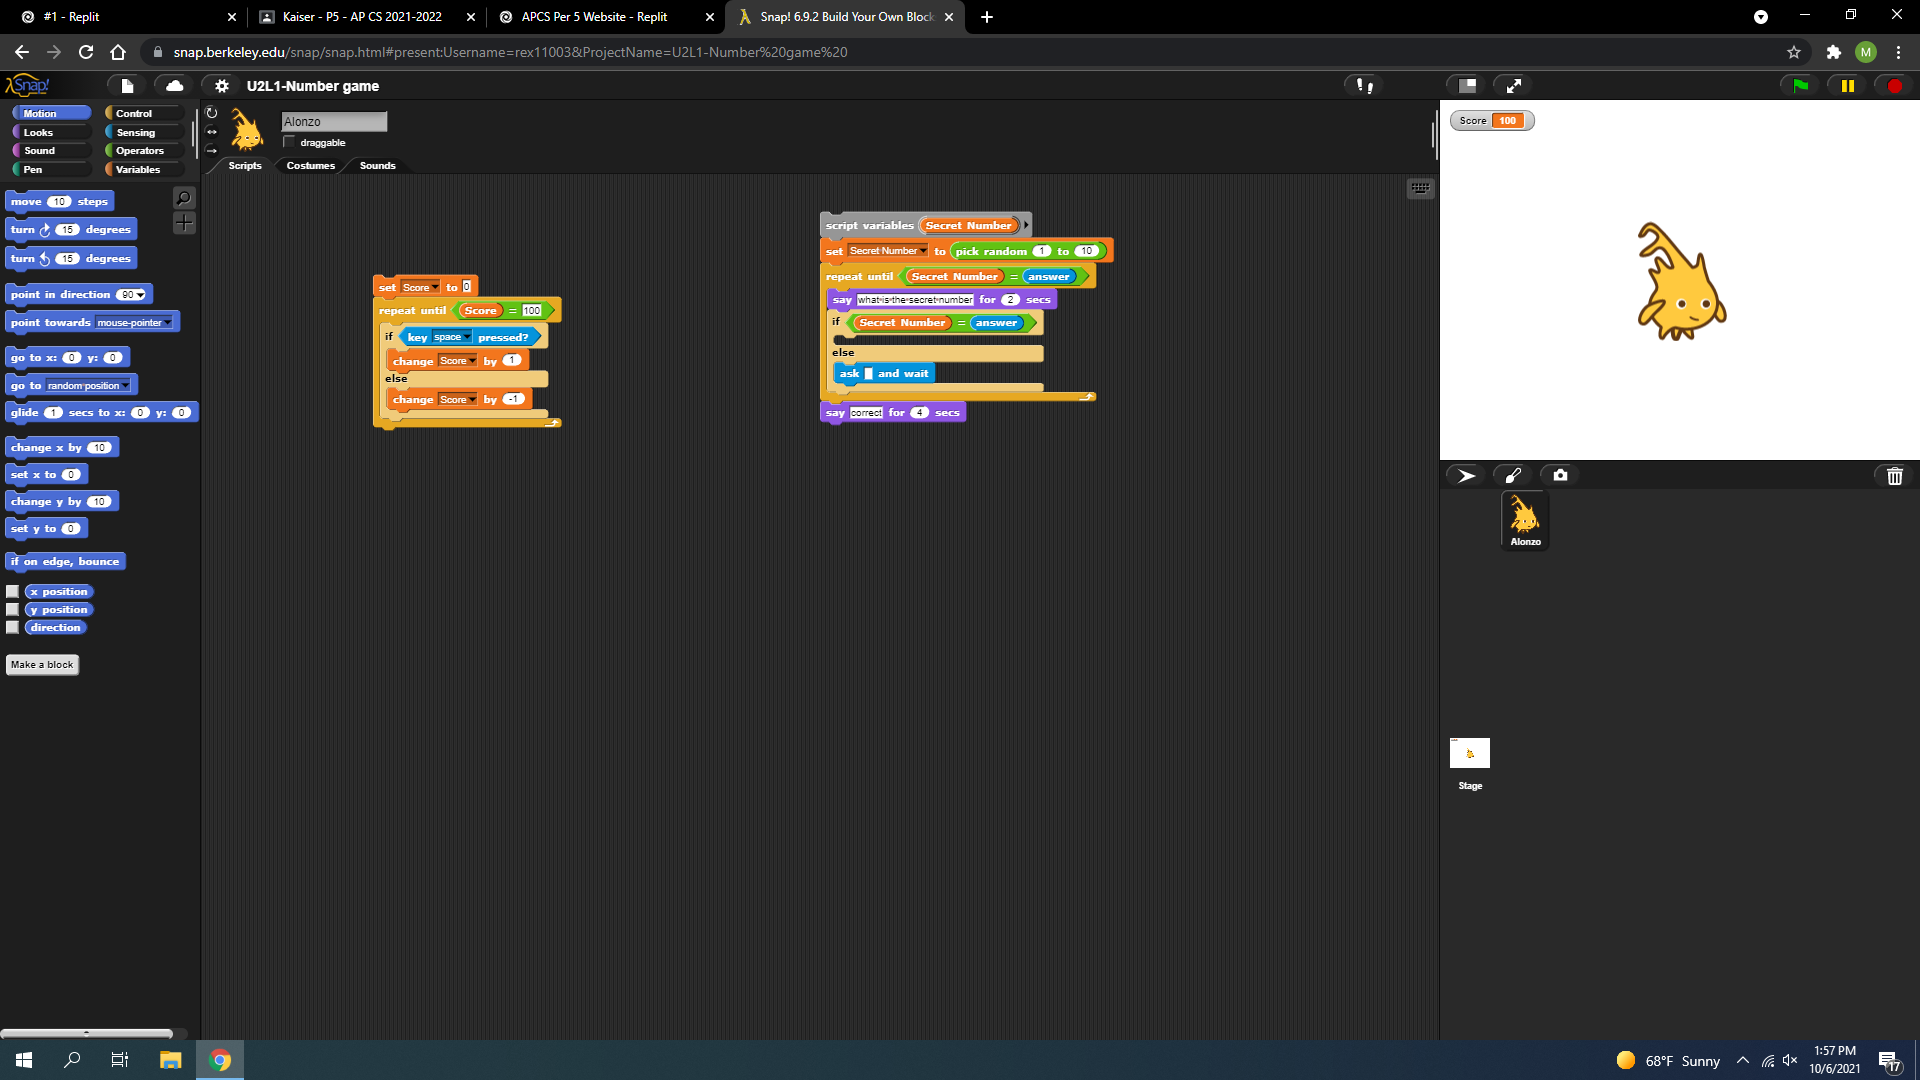 #1 - Replit
Kaiser - P5 - AP CS 2021-2022
APCS Per 5 Website - Replit
Snap! 6.9.2 Build Your Own Block
snap.berkeley.edu/snap/snap.html#present:Username=rex11003&ProjectName=U2L1-Number%20game%20
M
Snap!
U2L1-Number game
Motion
Control
Looks
Sensing
Sound
Operators
Pen
Variables
Alonzo
draggable
Scripts
Costumes
Sounds
move 10 steps
turn 15 degrees
turn 15 degrees
point in direction 90
point towards mouse-pointer
go to x: 0 y: 0
go to random position
glide 1 secs to x: 0 y: 0
change x by 10
set x to 0
change y by 10
set y to 0
if on edge, bounce
x position
y position
direction
Make a block
set Score to 0
repeat until Score = 100
if key space pressed?
change Score by 1
else
change Score by -1
script variables Secret Number
set Secret Number to pick random 1 to 10
repeat until Secret Number = answer
say what·is·the·secret·number for 2 secs
if Secret Number = answer
else
ask and wait
say correct for 4 secs
Score 100
Alonzo
Stage
68°F Sunny
1:57 PM
10/6/2021
17